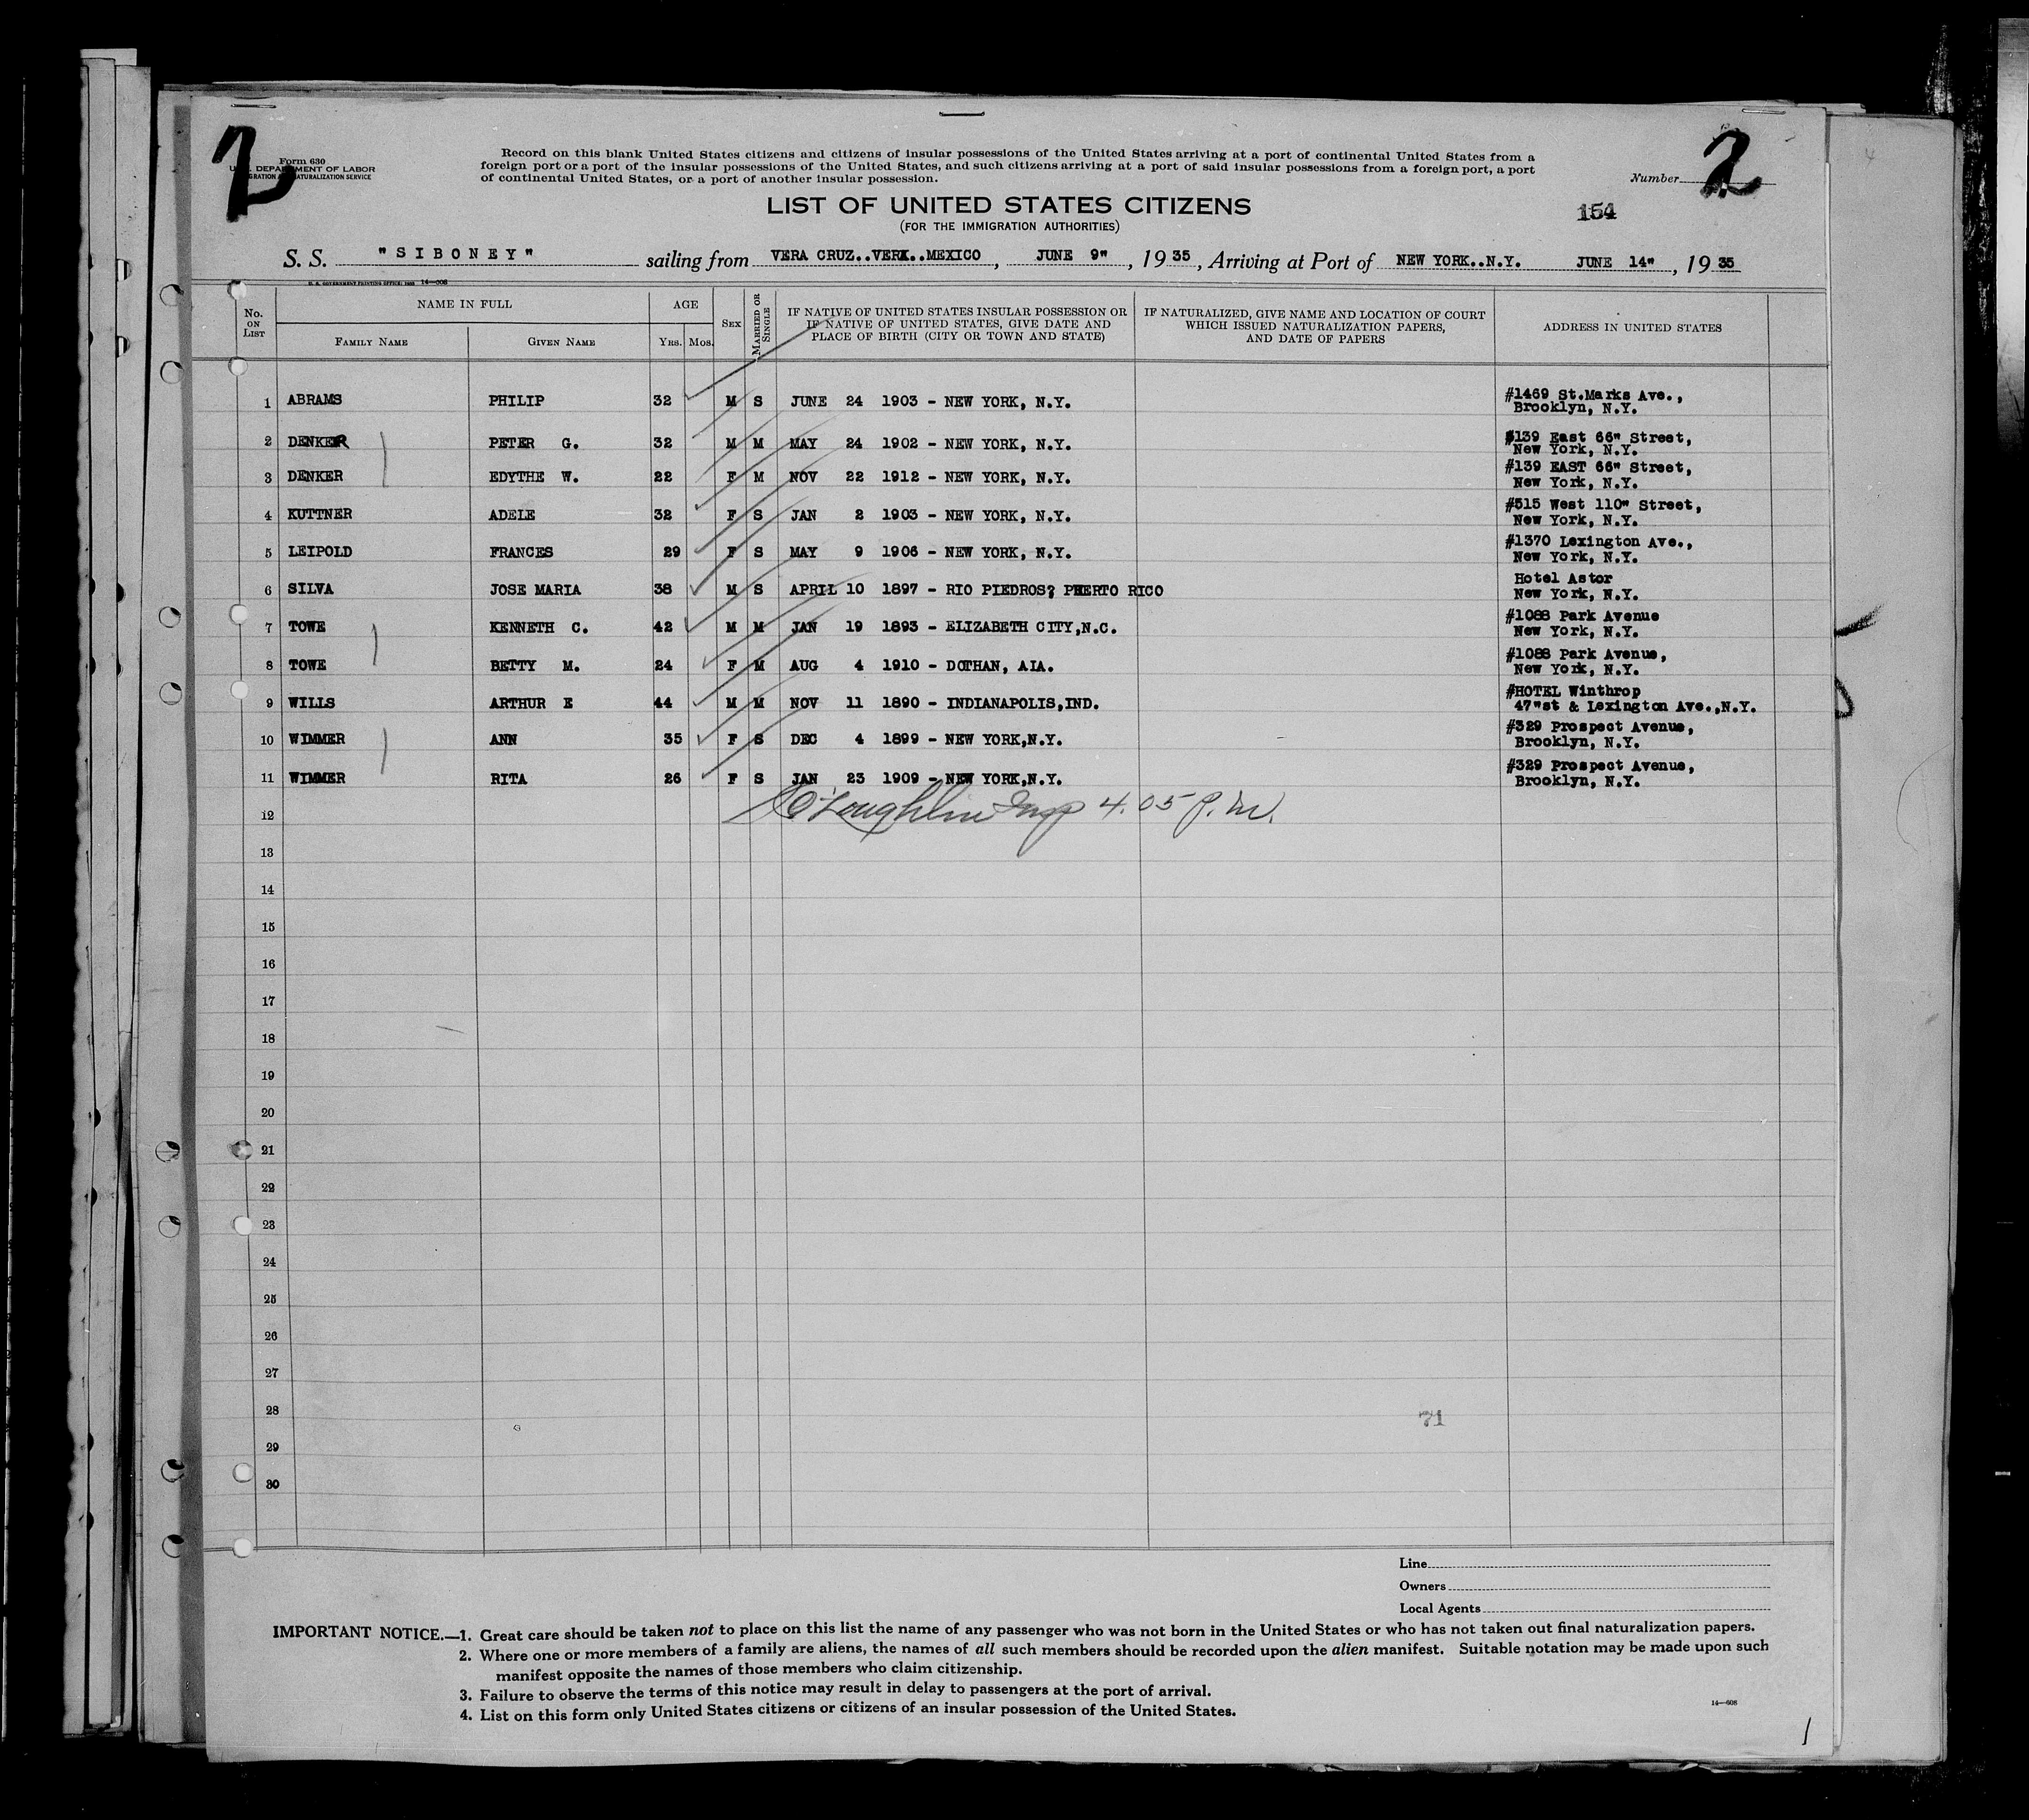 2 2
Form 630
U.S. DEPARTMENT OF LABOR
IMMIGRATION AND NATURALIZATION SERVICE
Record on this blank United States citizens and citizens of insular possessions of the United States arriving at a port of continental United States from a
foreign port or a port of the insular possessions of the United States, and such citizens arriving at a port of said insular possessions from a foreign port, a port
of continental United States, or a port of another insular possession.
Number
LIST OF UNITED STATES CITIZENS
154
(FOR THE IMMIGRATION AUTHORITIES)
S. S. "SIBONEY" sailing from VERA CRUZ..VERX..MEXICO, JUNE 9", 1935, Arriving at Port of NEW YORK..N.Y. JUNE 14", 1935
U. S. GOVERNMENT PRINTING OFFICE: 1933 14—608
No. ON LIST NAME IN FULL FAMILY NAME GIVEN NAME AGE YRS. MOS. SEX MARRIED OR SINGLE IF NATIVE OF UNITED STATES INSULAR POSSESSION OR IF NATIVE OF UNITED STATES, GIVE DATE AND PLACE OF BIRTH (CITY OR TOWN AND STATE) IF NATURALIZED, GIVE NAME AND LOCATION OF COURT WHICH ISSUED NATURALIZATION PAPERS, AND DATE OF PAPERS ADDRESS IN UNITED STATES
1 ABRAMS PHILIP 32 M S JUNE 24 1903 - NEW YORK, N.Y. #1469 St.Marks Ave.,
Brooklyn, N.Y.
2 DENKER PETER G. 32 M M MAY 24 1902 - NEW YORK, N.Y. #139 East 66" Street,
New York, N.Y.
3 DENKER EDYTHE W. 22 F M NOV 22 1912 - NEW YORK, N.Y. #139 EAST 66" Street,
New York, N.Y.
4 KUTTNER ADELE 32 F S JAN 2 1903 - NEW YORK, N.Y. #515 West 110" Street,
New York, N.Y.
5 LEIPOLD FRANCES 29 F S MAY 9 1906 - NEW YORK, N.Y. #1370 Lexington Ave.,
New York, N.Y.
6 SILVA JOSE MARIA 38 M S APRIL 10 1897 - RIO PIEDROS? PUERTO RICO Hotel Astor
New York, N.Y.
7 TOWE KENNETH C. 42 M M JAN 19 1893 - ELIZABETH CITY,N.C. #1088 Park Avenue
New York, N.Y.
8 TOWE BETTY M. 24 F M AUG 4 1910 - DOTHAN, AIA. #1088 Park Avenue,
New York, N.Y.
9 WILLS ARTHUR E 44 M M NOV 11 1890 - INDIANAPOLIS,IND. #HOTEL Winthrop
47"st & Lexington Ave.,N.Y.
10 WIMMER ANN 35 F S DEC 4 1899 - NEW YORK,N.Y. #329 Prospect Avenue,
Brooklyn, N.Y.
11 WIMMER RITA 26 F S JAN 23 1909 - NEW YORK,N.Y. #329 Prospect Avenue,
Brooklyn, N.Y.
12 O'Loughlin Insp 4.05 P.M.
13
14
15
16
17
18
19
20
21
22
23
24
25
26
27
28 71
29
30
Line
Owners
Local Agents
IMPORTANT NOTICE.—1. Great care should be taken not to place on this list the name of any passenger who was not born in the United States or who has not taken out final naturalization papers.
2. Where one or more members of a family are aliens, the names of all such members should be recorded upon the alien manifest. Suitable notation may be made upon such
manifest opposite the names of those members who claim citizenship.
3. Failure to observe the terms of this notice may result in delay to passengers at the port of arrival.
4. List on this form only United States citizens or citizens of an insular possession of the United States.
14—608
1